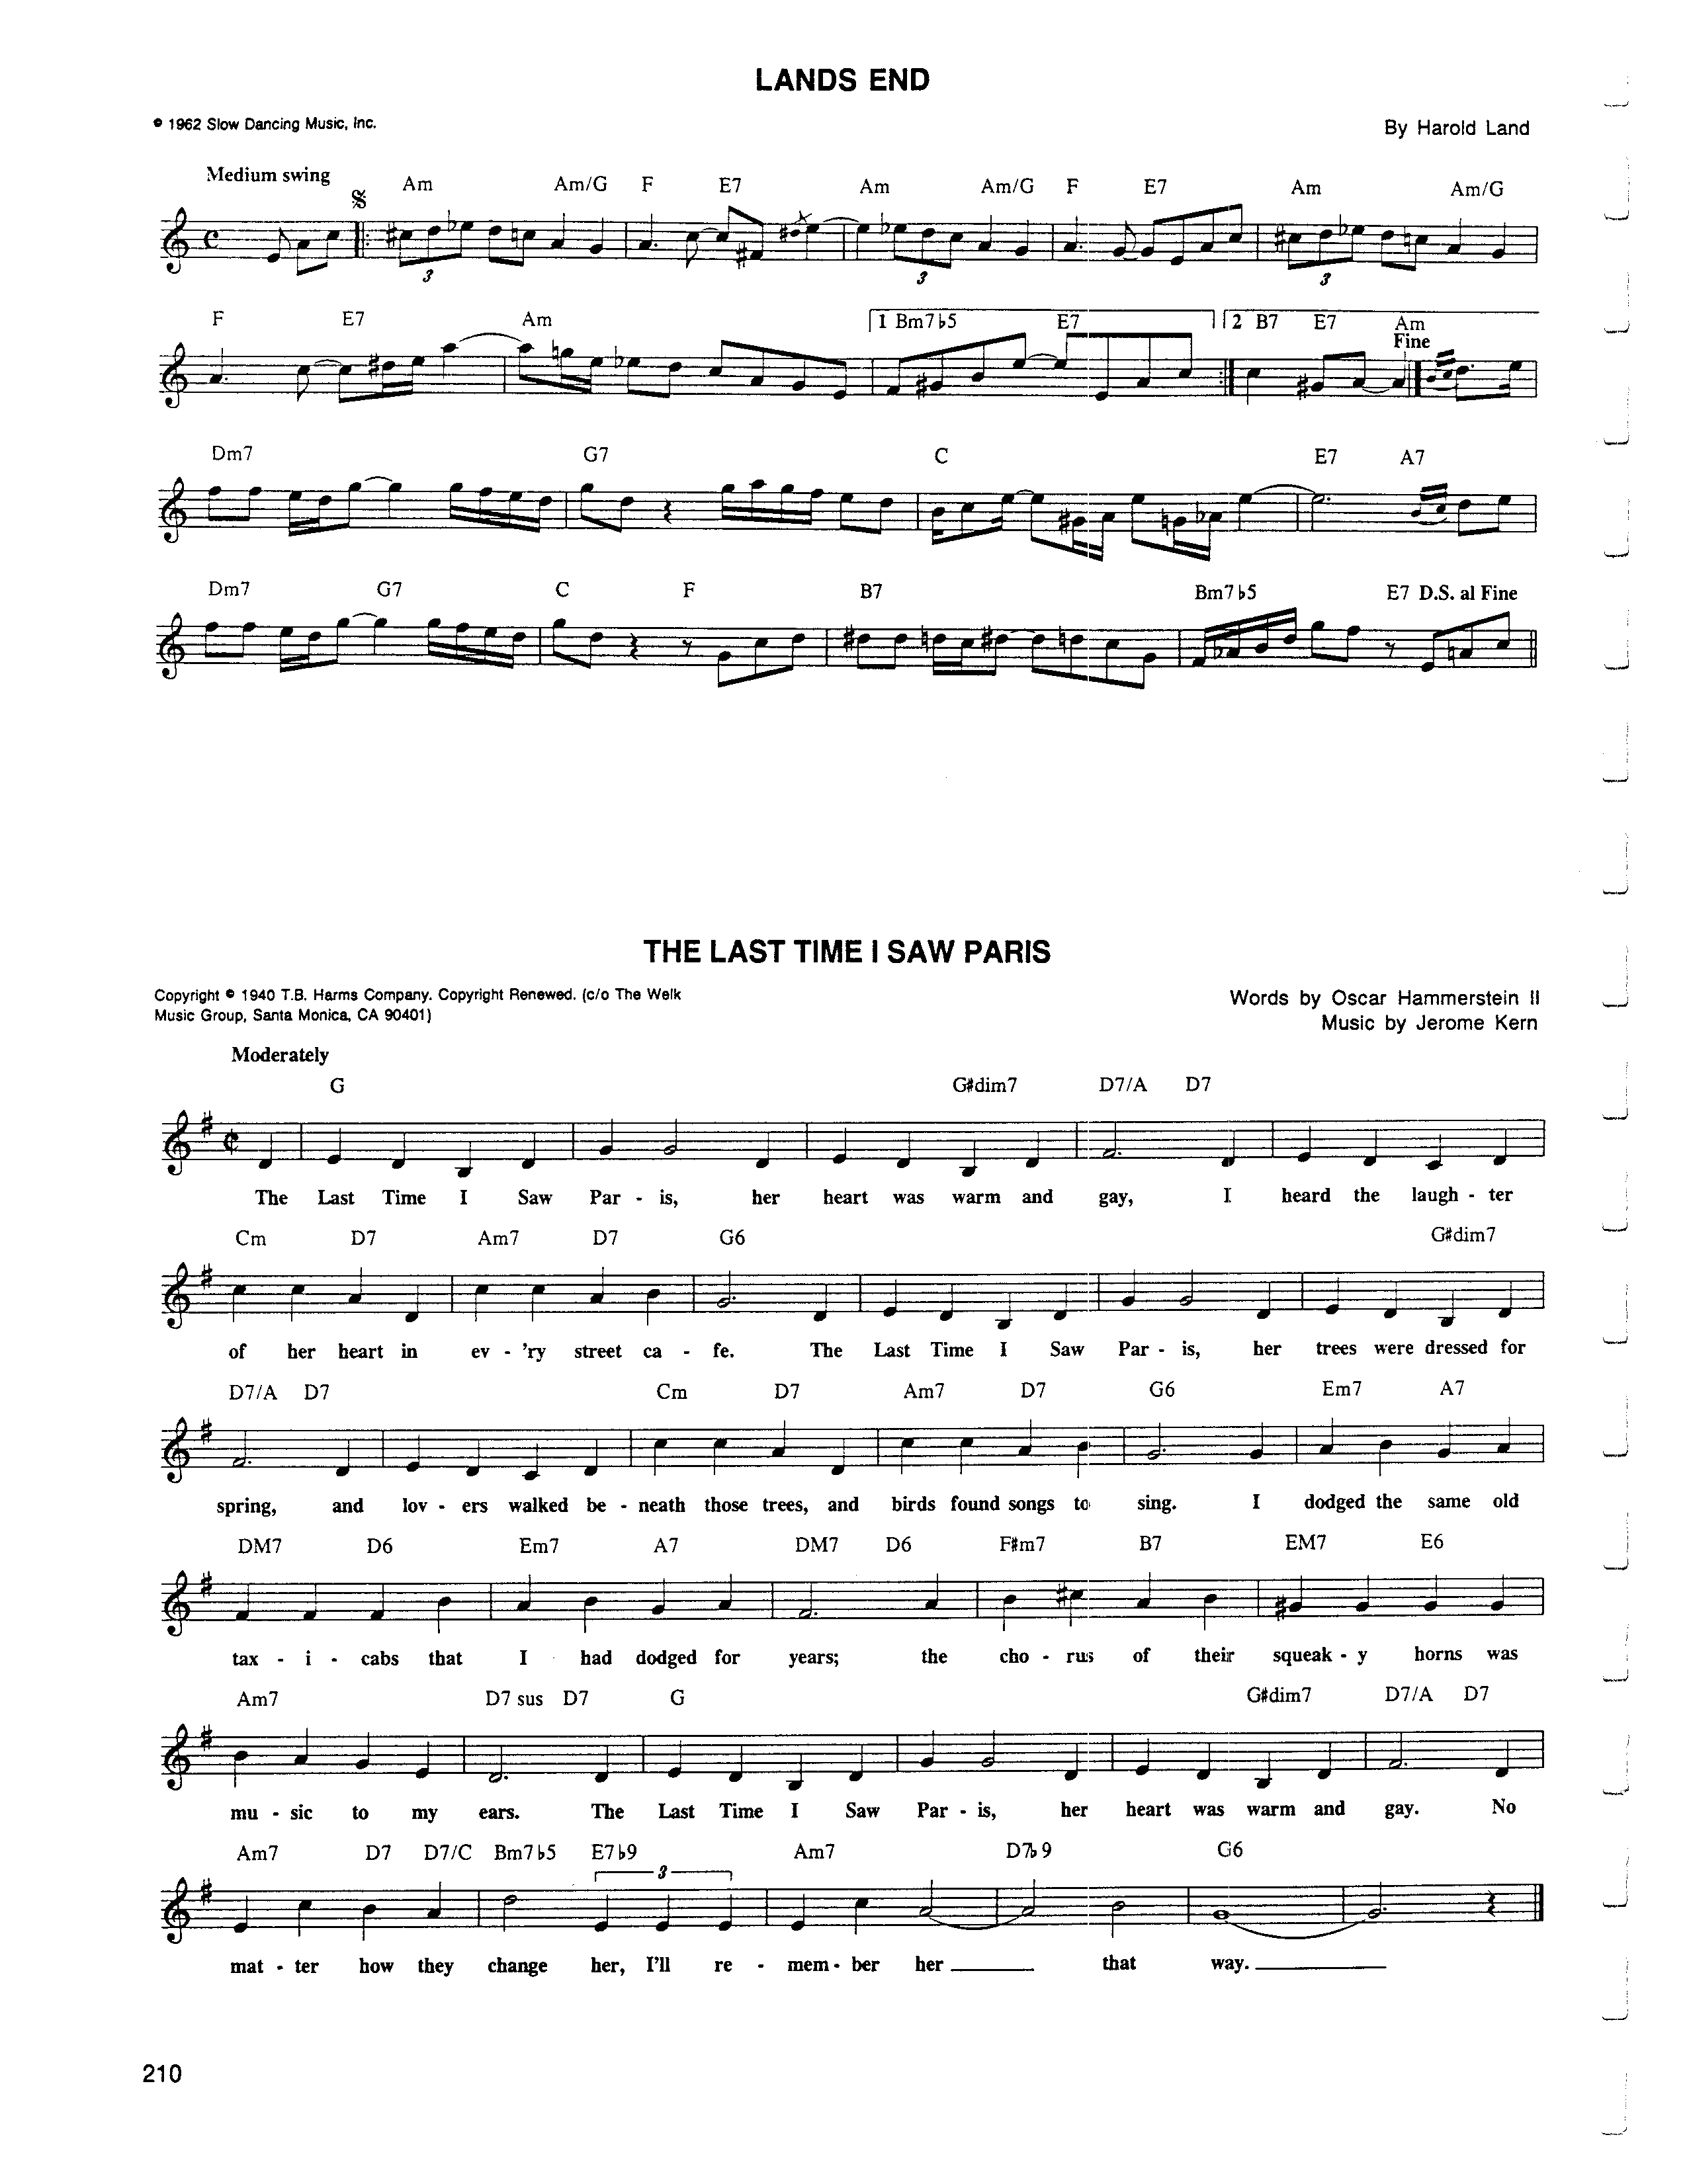 LANDS END
© 1962 Slow Dancing Music, Inc.
By Harold Land
Medium swing
Am Am/G F E7 Am Am/G F E7 Am Am/G
3 3 3
F E7 Am 1 Bm7♭5 E7 2 B7 E7 Am
Fine
Dm7 G7 C E7 A7
Dm7 G7 C F B7 Bm7♭5 E7 D.S. al Fine
THE LAST TIME I SAW PARIS
Copyright © 1940 T.B. Harms Company. Copyright Renewed. (c/o The Welk
Music Group, Santa Monica, CA 90401)
Words by Oscar Hammerstein II
Music by Jerome Kern
Moderately
G G#dim7 D7/A D7
The Last Time I Saw Par - is, her heart was warm and gay, I heard the laugh - ter
Cm D7 Am7 D7 G6 G#dim7
of her heart in ev - 'ry street ca - fe. The Last Time I Saw Par - is, her trees were dressed for
D7/A D7 Cm D7 Am7 D7 G6 Em7 A7
spring, and lov - ers walked be - neath those trees, and birds found songs to sing. I dodged the same old
DM7 D6 Em7 A7 DM7 D6 F#m7 B7 EM7 E6
tax - i - cabs that I had dodged for years; the cho - rus of their squeak - y horns was
Am7 D7 sus D7 G G#dim7 D7/A D7
mu - sic to my ears. The Last Time I Saw Par - is, her heart was warm and gay. No
Am7 D7 D7/C Bm7♭5 E7♭9 Am7 D7♭9 G6
3
mat - ter how they change her, I'll re - mem - ber her ____ that way. ____
210